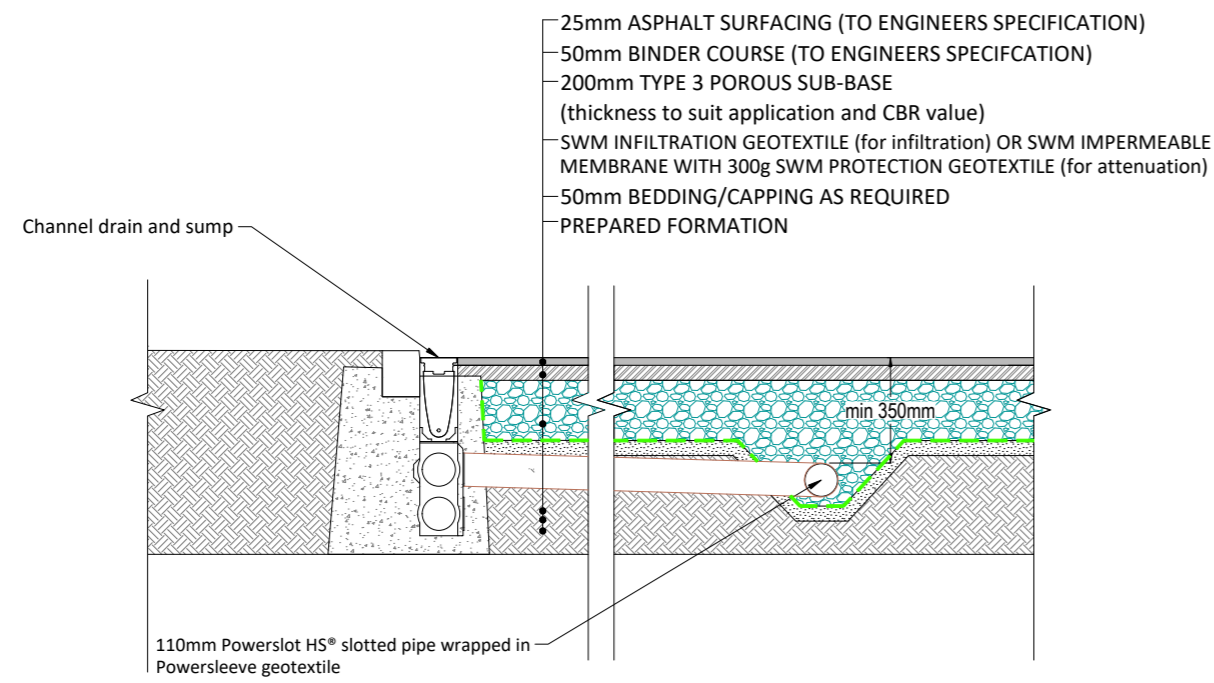 25mm ASPHALT SURFACING (TO ENGINEERS SPECIFICATION)
50mm BINDER COURSE (TO ENGINEERS SPECIFCATION)
200mm TYPE 3 POROUS SUB-BASE
(thickness to suit application and CBR value)
SWM INFILTRATION GEOTEXTILE (for infiltration) OR SWM IMPERMEABLE
MEMBRANE WITH 300g SWM PROTECTION GEOTEXTILE (for attenuation)
50mm BEDDING/CAPPING AS REQUIRED
PREPARED FORMATION
Channel drain and sump
min 350mm
110mm Powerslot HS® slotted pipe wrapped in
Powersleeve geotextile